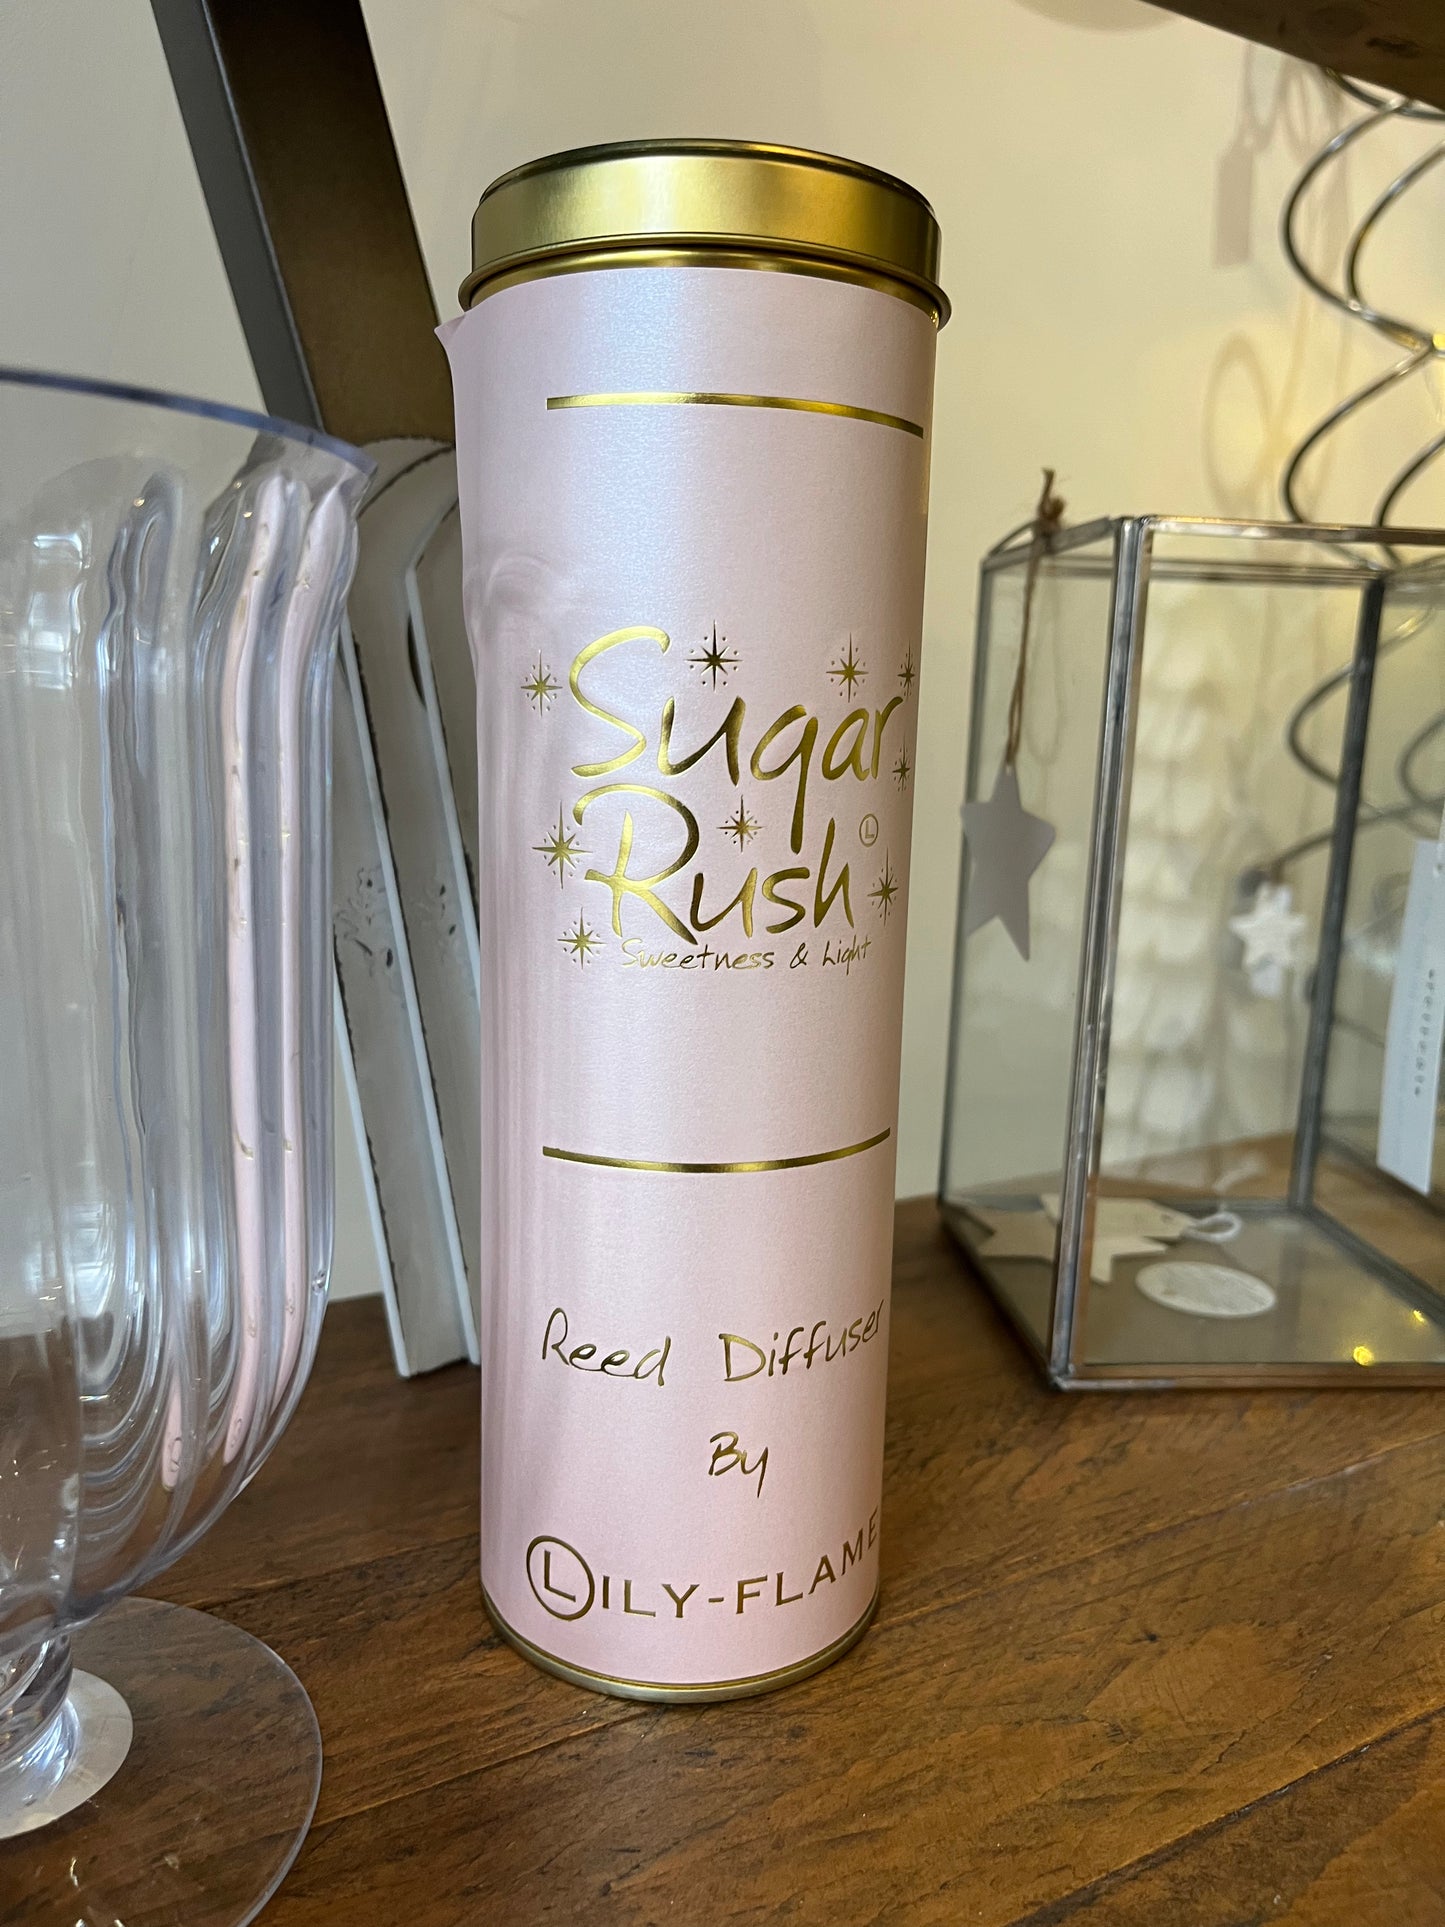 Sugar
Rush
L
Sweetness & Light
Reed Diffuser
By
LILY-FLAME